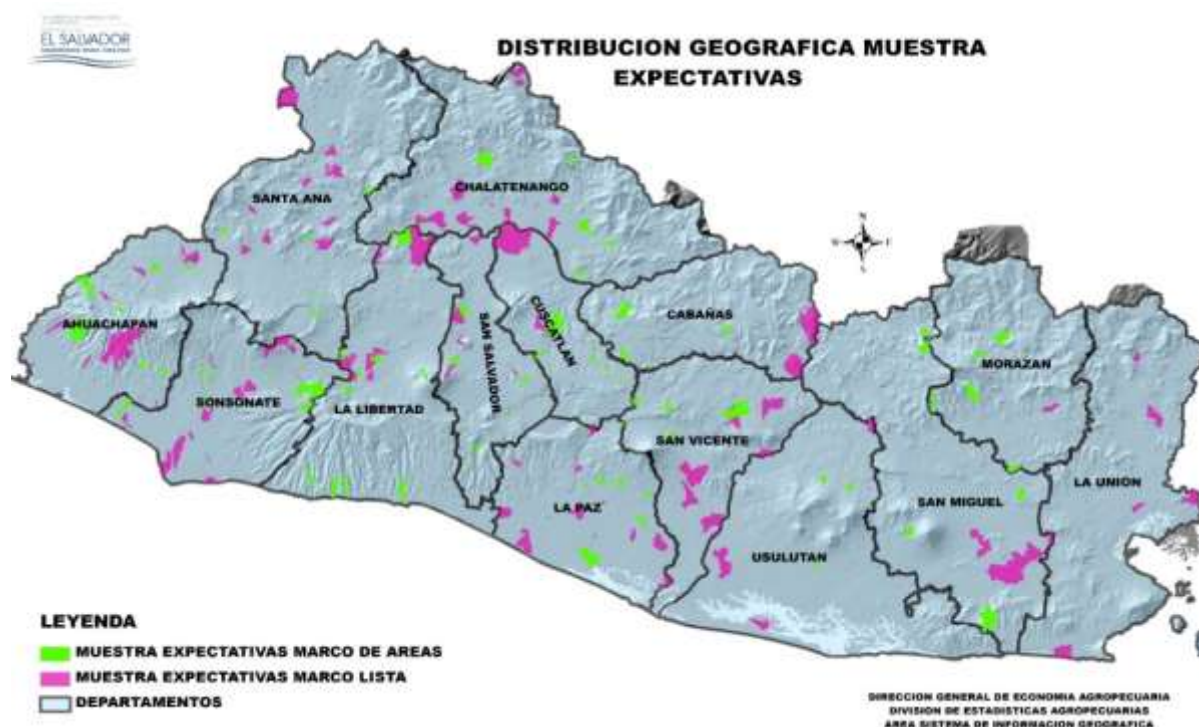 EL SALVADOR
DISTRIBUCION GEOGRAFICA MUESTRA
EXPECTATIVAS
SANTA ANA
CHALATENANGO
AHUACHAPAN
SONSONATE
LA LIBERTAD
SAN SALVADOR
CUSCATLAN
CABAÑAS
SAN VICENTE
LA PAZ
USULUTAN
SAN MIGUEL
MORAZAN
LA UNION
LEYENDA
MUESTRA EXPECTATIVAS MARCO DE AREAS
MUESTRA EXPECTATIVAS MARCO LISTA
DEPARTAMENTOS
DIRECCION GENERAL DE ECONOMIA AGROPECUARIA
DIVISION DE ESTADISTICAS AGROPECUARIAS
AREA SISTEMA DE INFORMACION GEOGRAFICA